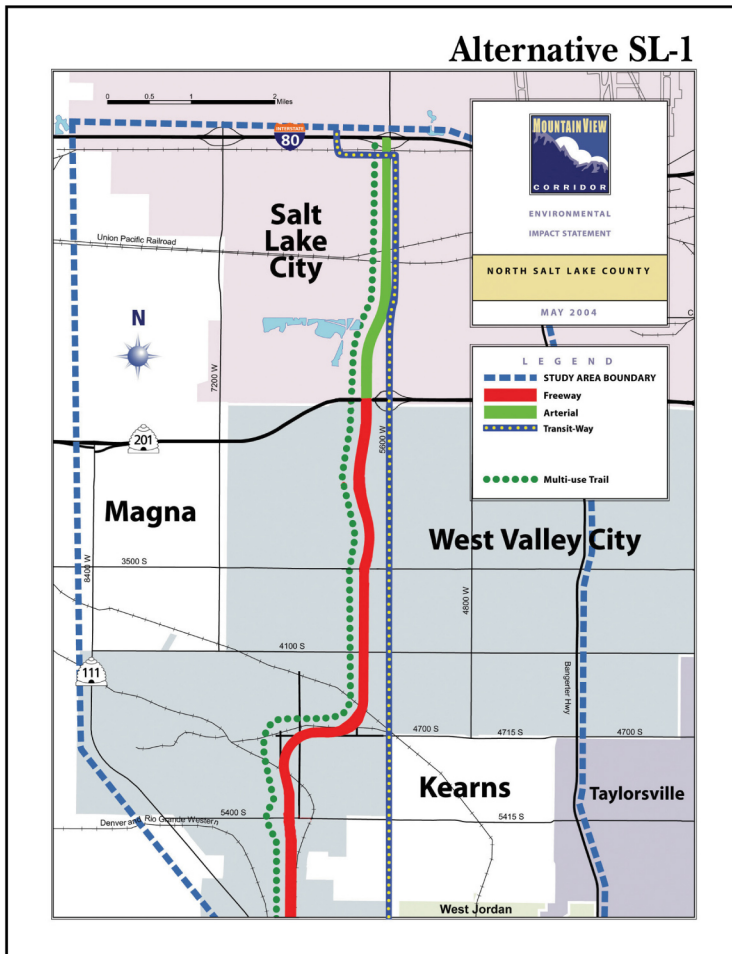 Alternative SL-1
0 0.5 1 2
Miles
INTERSTATE
80
MOUNTAIN VIEW
CORRIDOR
ENVIRONMENTAL
IMPACT STATEMENT
NORTH SALT LAKE COUNTY
MAY 2004
Salt
Lake
City
Union Pacific Railroad
N
7200 W
5600 W
LEGEND
STUDY AREA BOUNDARY
Freeway
Arterial
Transit-Way
Multi-use Trail
201
Magna
West Valley City
8400 W
3500 S
4800 W
4100 S
111
Bangerter Hwy
4700 S
4715 S
4700 S
Kearns
Taylorsville
5400 S
5415 S
Denver and Rio Grande Western
West Jordan